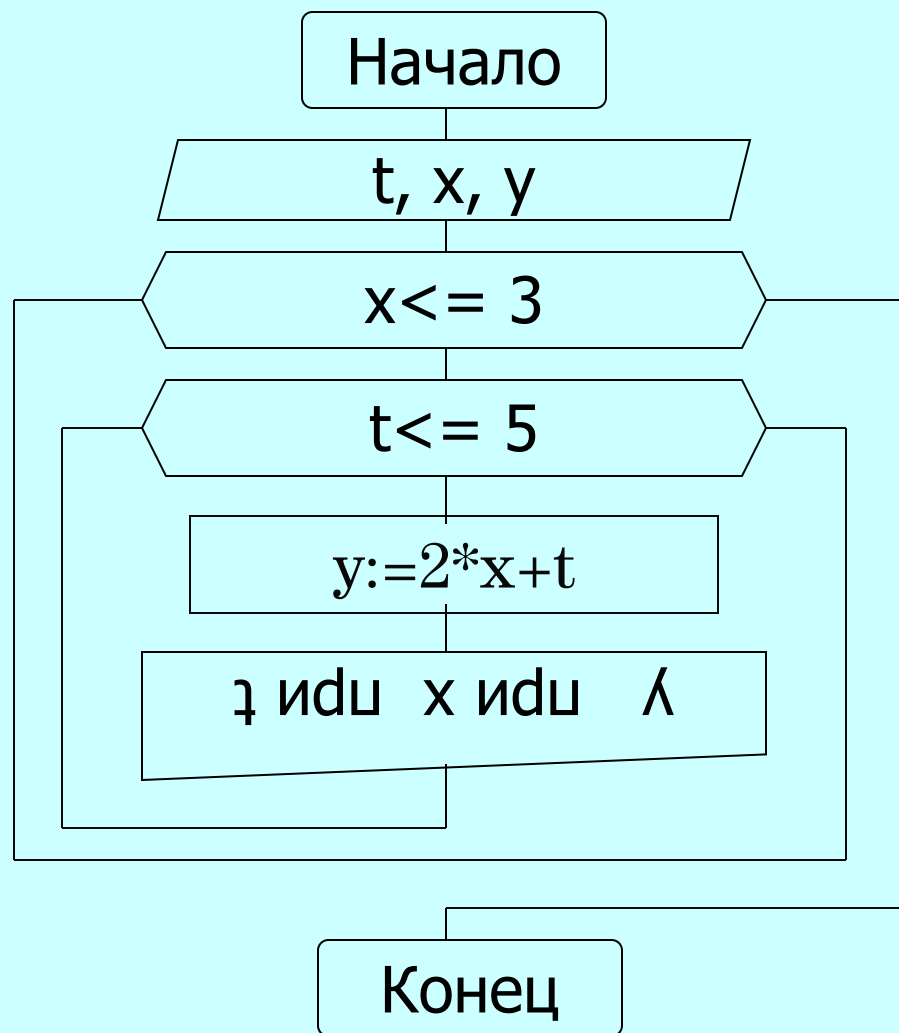 Начало
t, x, y
x<= 3
t<= 5
y:=2*x+t
y при x при t
Конец